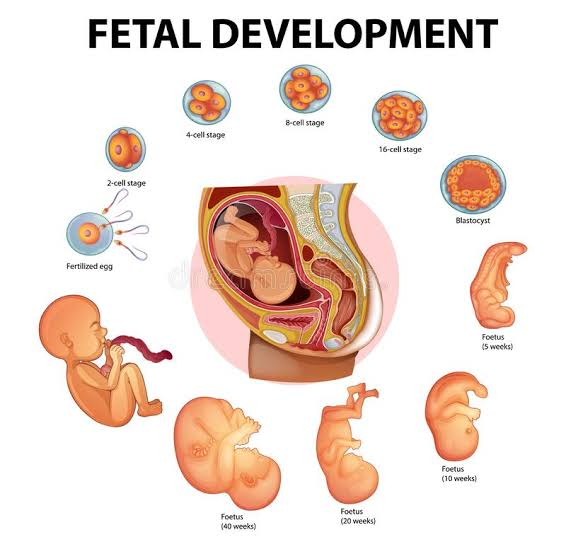 FETAL DEVELOPMENT
8-cell stage
4-cell stage
16-cell stage
2-cell stage
Blastocyst
Fertilized egg
dreamstime
Foetus
(5 weeks)
Foetus
(10 weeks)
Foetus
(20 weeks)
Foetus
(40 weeks)